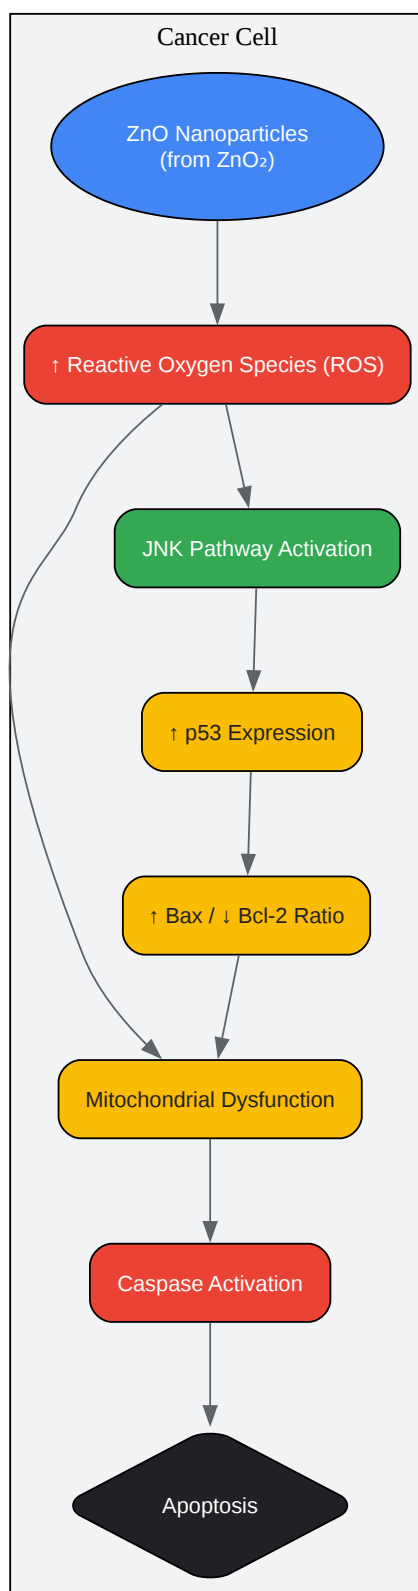 Cancer Cell
ZnO Nanoparticles
(from ZnO₂)
↑ Reactive Oxygen Species (ROS)
JNK Pathway Activation
↑ p53 Expression
↑ Bax / ↓ Bcl-2 Ratio
Mitochondrial Dysfunction
Caspase Activation
Apoptosis